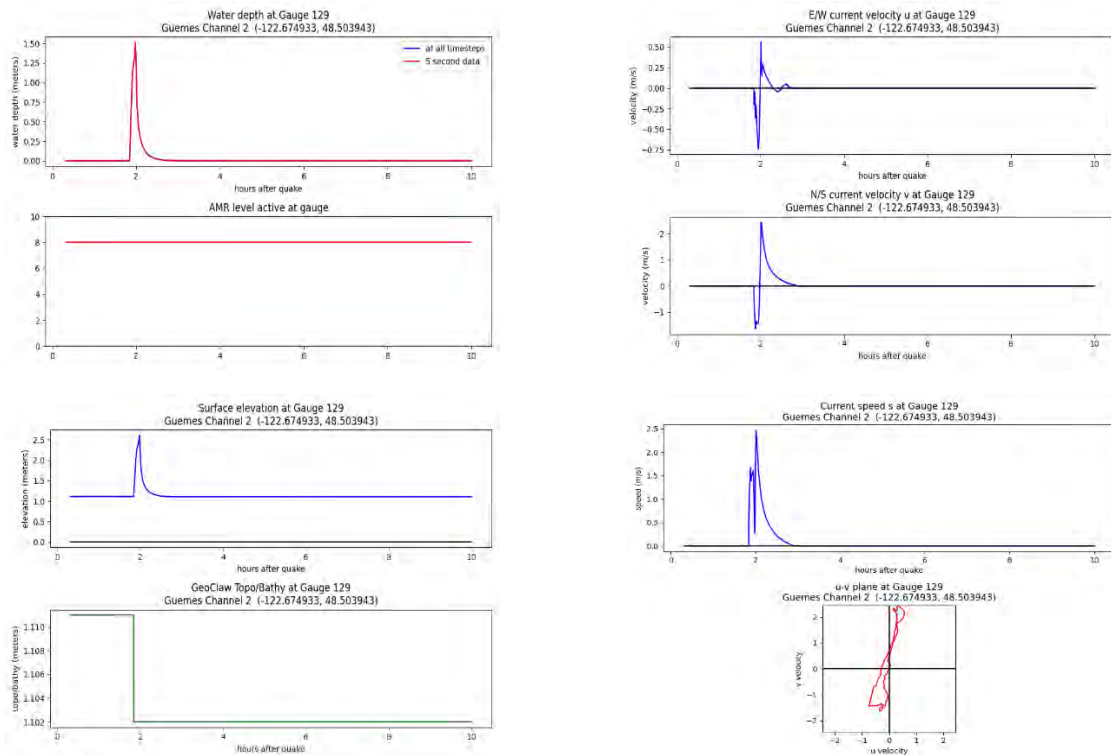 Water depth at Gauge 129
Guemes Channel 2 (-122.674933, 48.503943)
1.50
1.25
1.00
0.75
0.50
0.25
0.00
water depth (meters)
at all timesteps
5 second data
0 2 4 6 8 10
hours after quake
AMR level active at gauge
10
8
6
4
2
0
0 2 4 6 8 10
hours after quake
Surface elevation at Gauge 129
Guemes Channel 2 (-122.674933, 48.503943)
2.5
2.0
1.5
1.0
0.5
0.0
elevation (meters)
0 2 4 6 8 10
hours after quake
GeoClaw Topo/Bathy at Gauge 129
Guemes Channel 2 (-122.674933, 48.503943)
1.110
1.108
1.106
1.104
1.102
topo/bathy (meters)
0 2 4 6 8 10
hours after quake
E/W current velocity u at Gauge 129
Guemes Channel 2 (-122.674933, 48.503943)
0.50
0.25
0.00
−0.25
−0.50
−0.75
velocity (m/s)
0 2 4 6 8 10
hours after quake
N/S current velocity v at Gauge 129
Guemes Channel 2 (-122.674933, 48.503943)
2
1
0
−1
velocity (m/s)
0 2 4 6 8 10
hours after quake
Current speed s at Gauge 129
Guemes Channel 2 (-122.674933, 48.503943)
2.5
2.0
1.5
1.0
0.5
0.0
speed (m/s)
0 2 4 6 8 10
hours after quake
u-v plane at Gauge 129
Guemes Channel 2 (-122.674933, 48.503943)
2
1
0
−1
−2
v velocity
−2 −1 0 1 2
u velocity